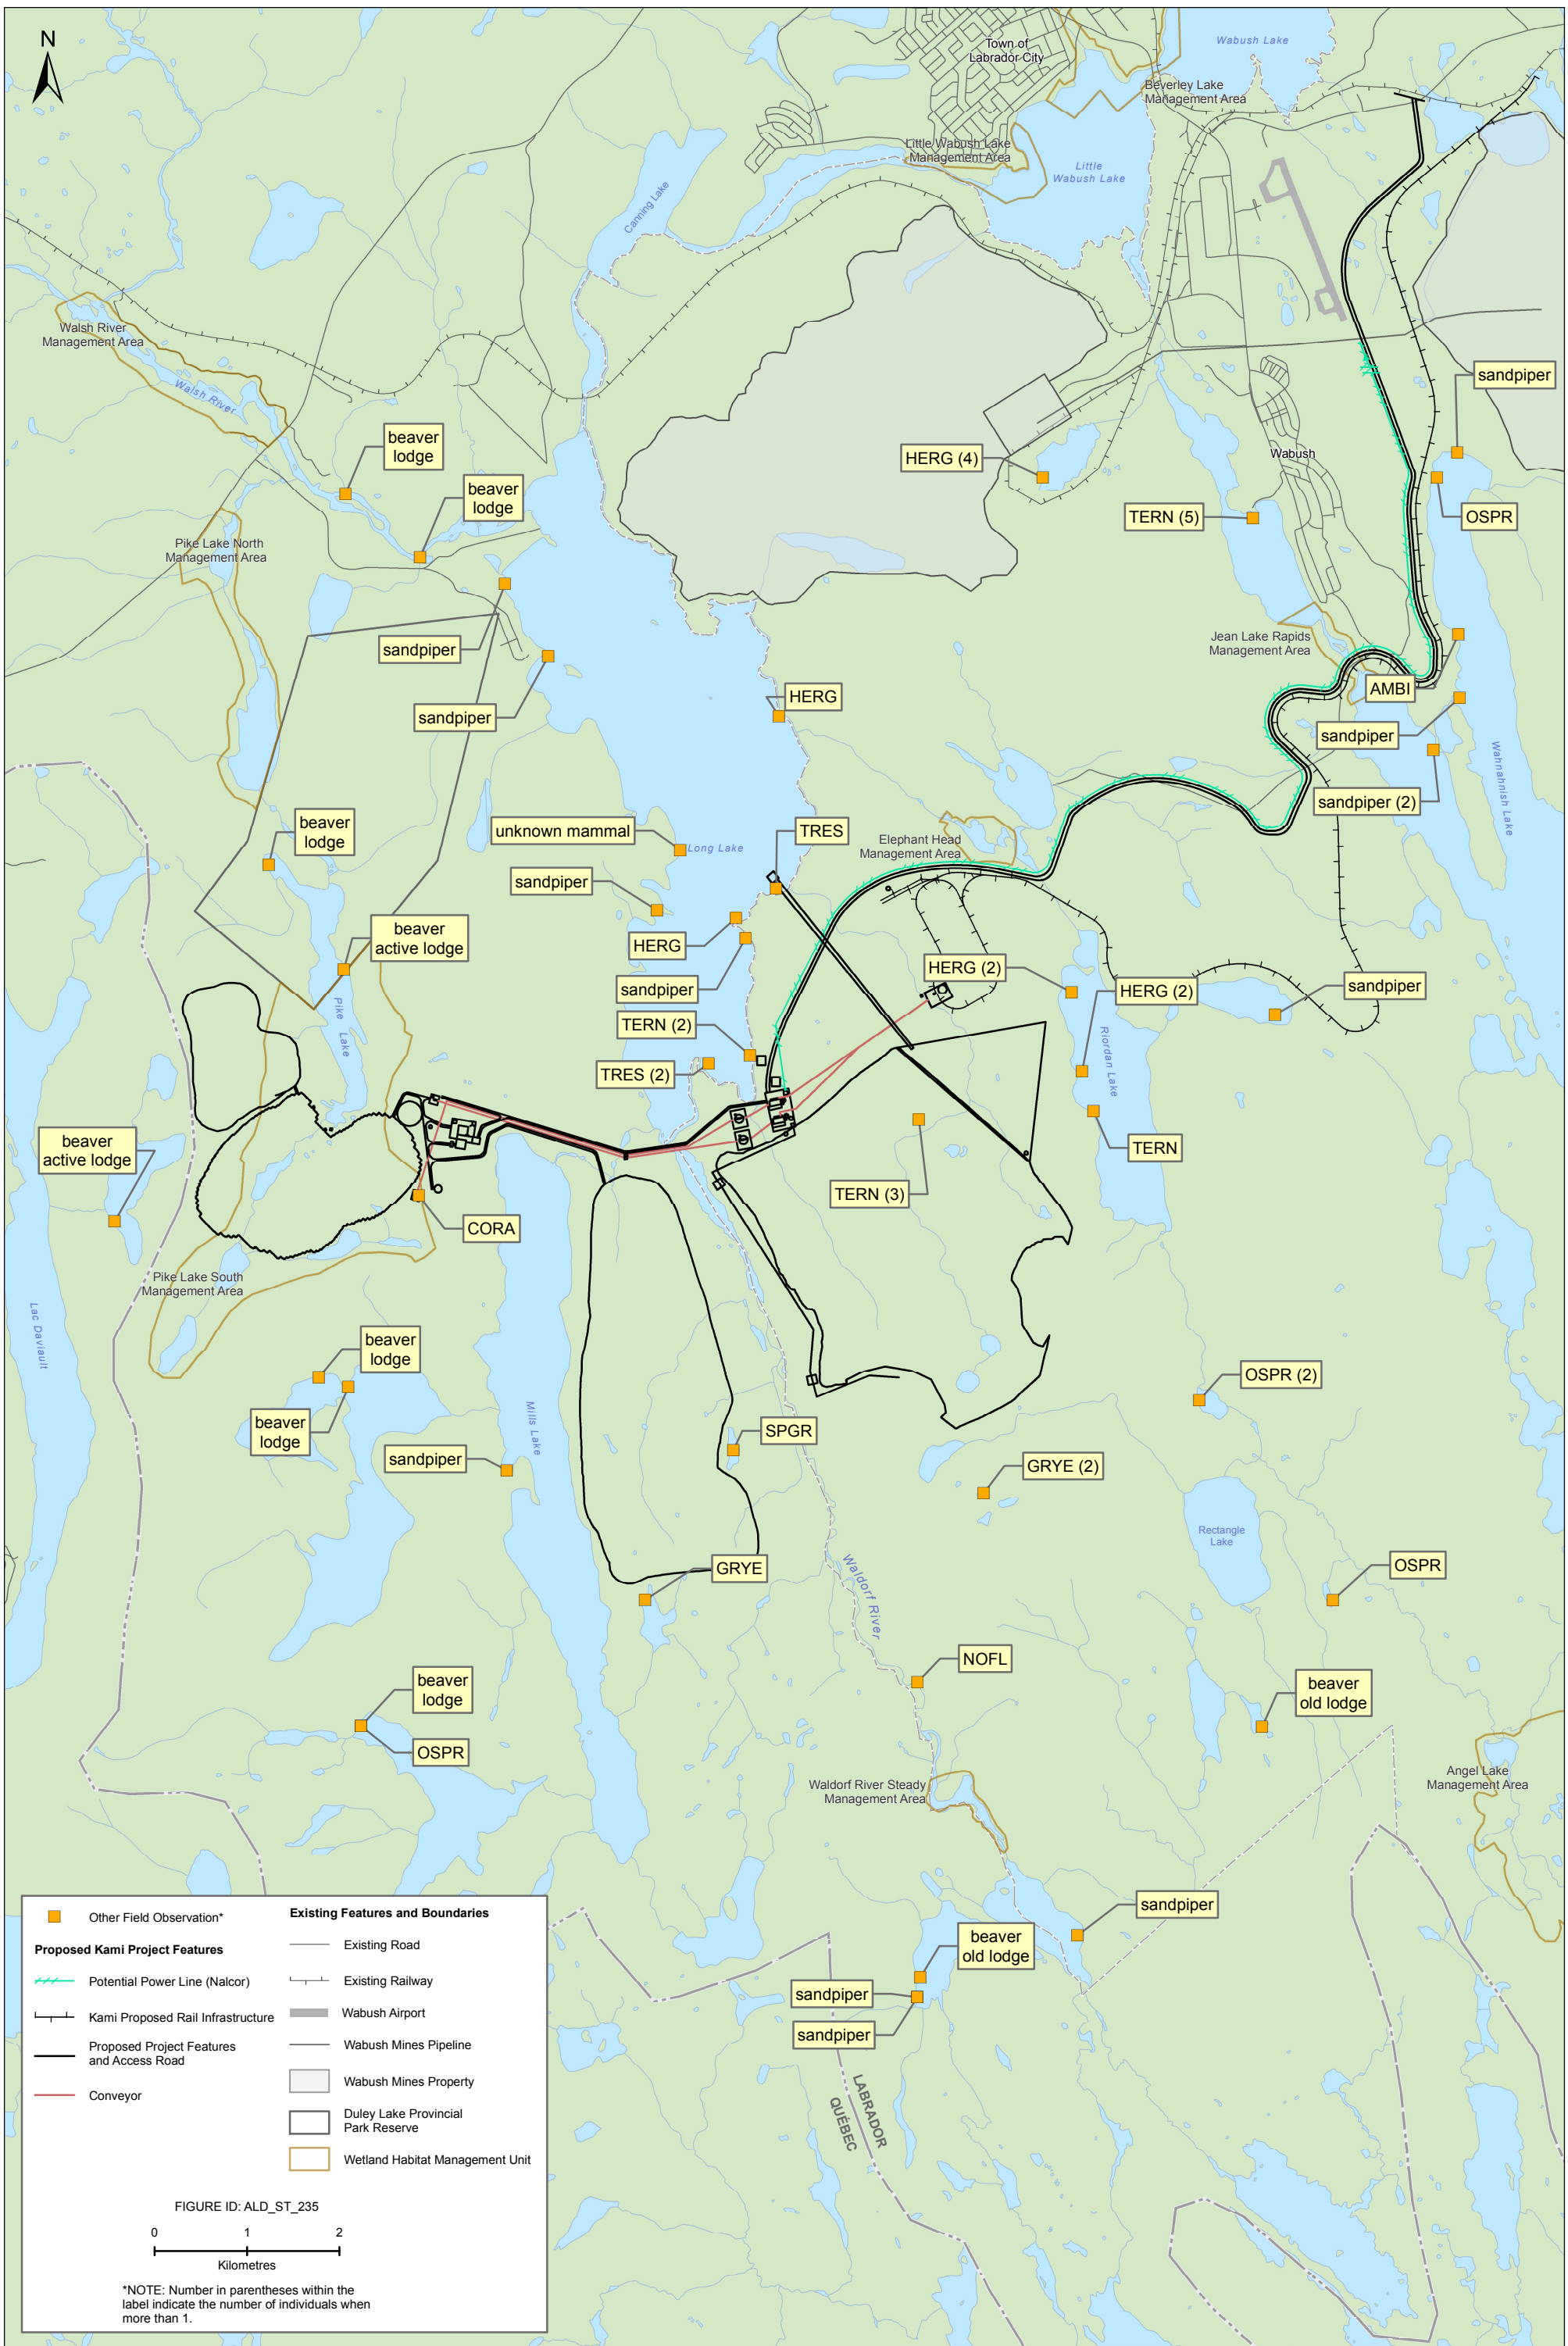 N
Town of
Labrador City
Wabush Lake
Beverley Lake
Management Area
Little Wabush Lake
Management Area
Little
Wabush Lake
Canning Lake
Walsh River
Management Area
Walsh River
sandpiper
beaver
lodge
HERG (4)
Wabush
beaver
lodge
TERN (5)
OSPR
Pike Lake North
Management Area
sandpiper
Jean Lake Rapids
Management Area
AMBI
HERG
sandpiper
sandpiper
Wahnahnish Lake
sandpiper (2)
beaver
lodge
unknown mammal
Long Lake
TRES
Elephant Head
Management Area
sandpiper
beaver
active lodge
HERG
HERG (2)
sandpiper
HERG (2)
sandpiper
Pike Lake
TERN (2)
Riordan Lake
TRES (2)
beaver
active lodge
TERN
TERN (3)
CORA
Pike Lake South
Management Area
Lac Daviault
beaver
lodge
OSPR (2)
beaver
lodge
Mills Lake
SPGR
sandpiper
GRYE (2)
Rectangle
Lake
GRYE
OSPR
Waldorf River
NOFL
beaver
lodge
beaver
old lodge
OSPR
Waldorf River Steady
Management Area
Angel Lake
Management Area
sandpiper
beaver
old lodge
sandpiper
sandpiper
LABRADOR
QUÉBEC
Other Field Observation*
Proposed Kami Project Features
Potential Power Line (Nalcor)
Kami Proposed Rail Infrastructure
Proposed Project Features
and Access Road
Conveyor
Existing Features and Boundaries
Existing Road
Existing Railway
Wabush Airport
Wabush Mines Pipeline
Wabush Mines Property
Duley Lake Provincial
Park Reserve
Wetland Habitat Management Unit
FIGURE ID: ALD_ST_235
0 1 2
Kilometres
*NOTE: Number in parentheses within the
label indicate the number of individuals when
more than 1.